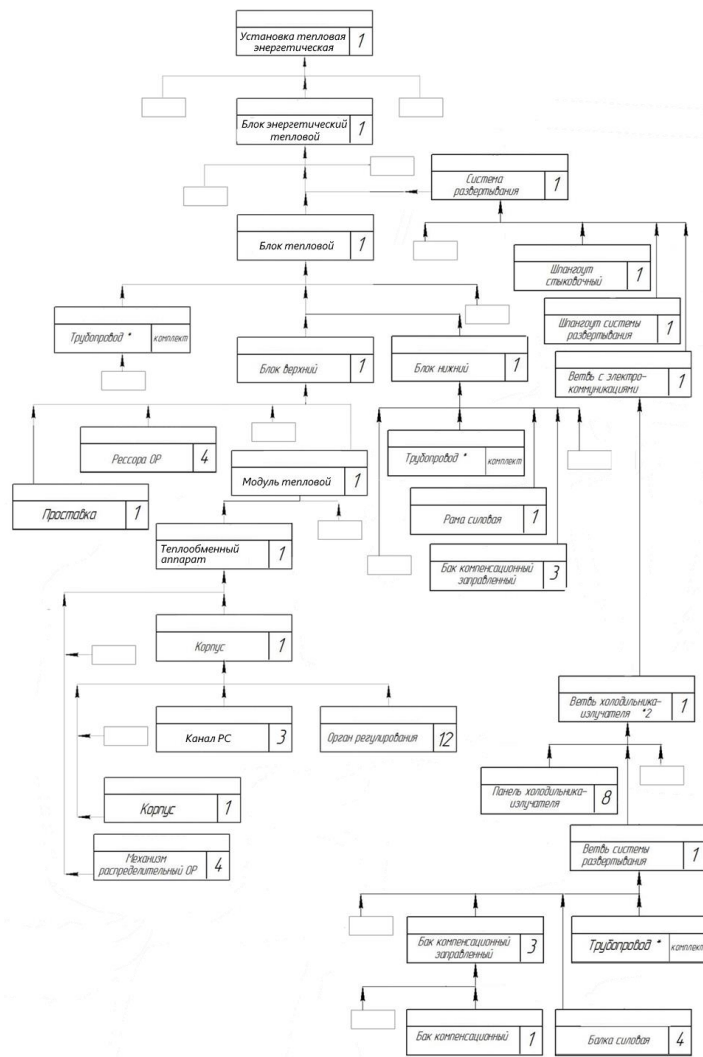 Установка тепловая
энергетическая
1
Блок энергетический
тепловой
1
Система
развертывания
1
Блок тепловой
1
Шпангоут
стыковочный
1
Шпангоут системы
развертывания
1
Трубопровод *
комплект
Блок верхний
1
Блок нижний
1
Ветвь с электро-
коммуникациями
1
Рессора ОР
4
Трубопровод *
комплект
Модуль тепловой
1
Проставка
1
Рама силовая
1
Теплообменный
аппарат
1
Бак компенсационный
заправленный
3
Корпус
1
Ветвь холодильника-
излучателя *2
1
Канал РС
3
Орган регулирования
12
Панель холодильника-
излучателя
8
Корпус
1
Ветвь системы
развертывания
1
Механизм
распределительный ОР
4
Бак компенсационный
заправленный
3
Трубопровод *
комплект
Бак компенсационный
1
Балка силовая
4